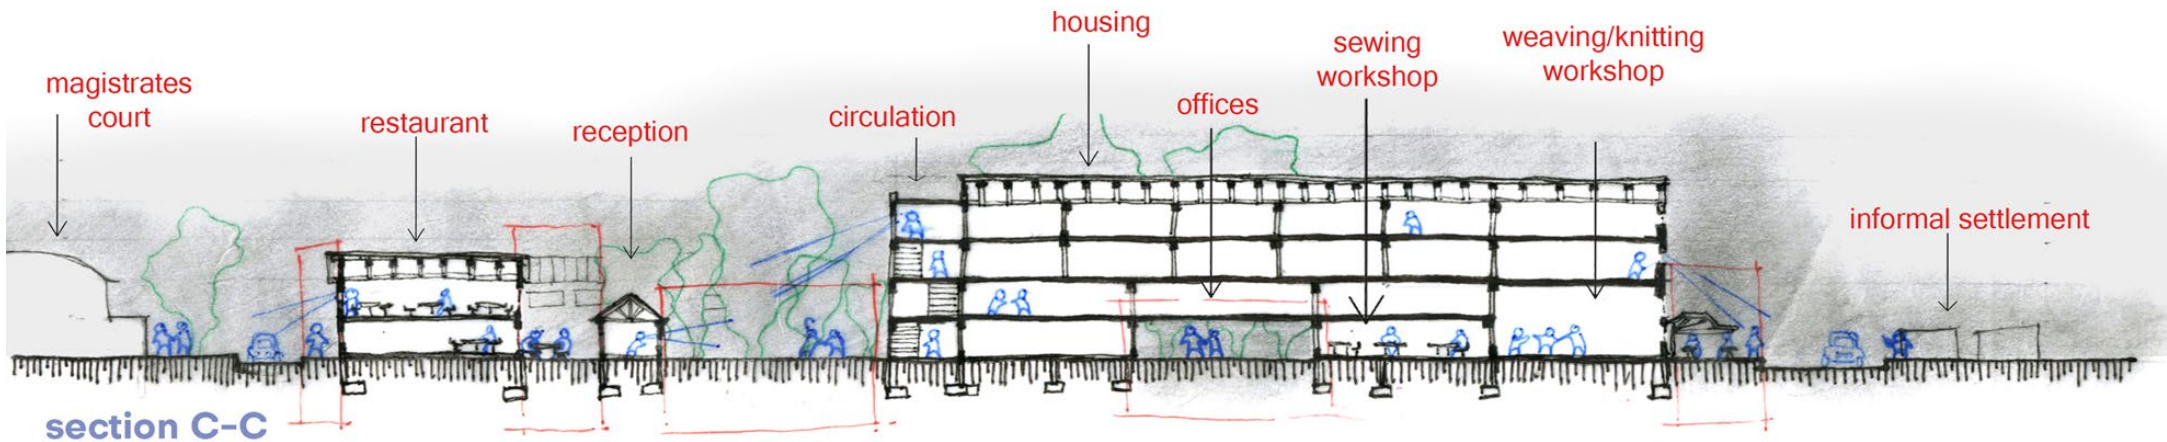 magistrates
court
restaurant
reception
circulation
housing
offices
sewing
workshop
weaving/knitting
workshop
informal settlement
section C-C